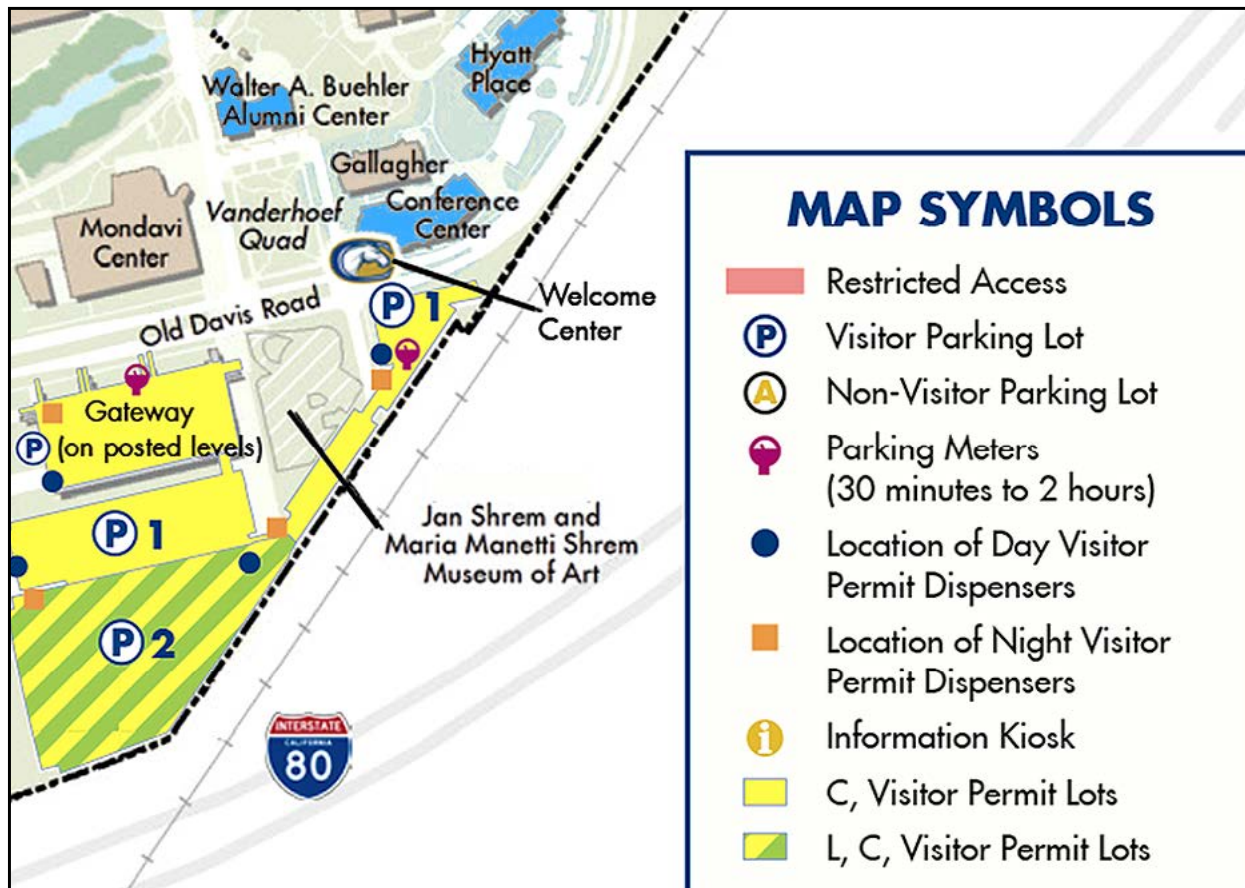 Hyatt
Place
Walter A. Buehler
Alumni Center
Gallagher
Conference
Center
Vanderhoef
Quad
Mondavi
Center
Welcome
Center
Old Davis Road
P 1
Gateway
P (on posted levels)
P 1
Jan Shrem and
Maria Manetti Shrem
Museum of Art
P 2
INTERSTATE
CALIFORNIA
80
MAP SYMBOLS
Restricted Access
P Visitor Parking Lot
A Non-Visitor Parking Lot
Parking Meters
(30 minutes to 2 hours)
Location of Day Visitor
Permit Dispensers
Location of Night Visitor
Permit Dispensers
i Information Kiosk
C, Visitor Permit Lots
L, C, Visitor Permit Lots